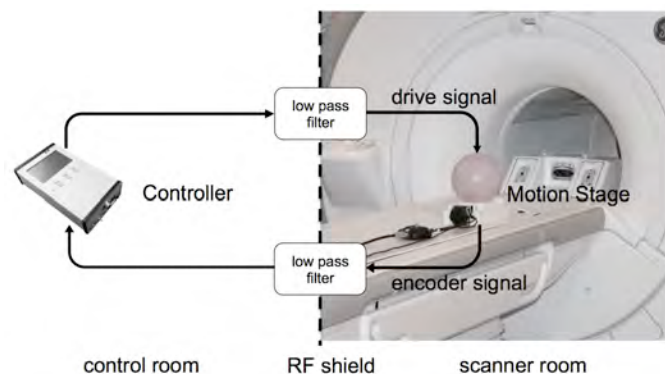 low pass
filter
drive signal
Controller
Motion Stage
low pass
filter
encoder signal
control room
RF shield
scanner room